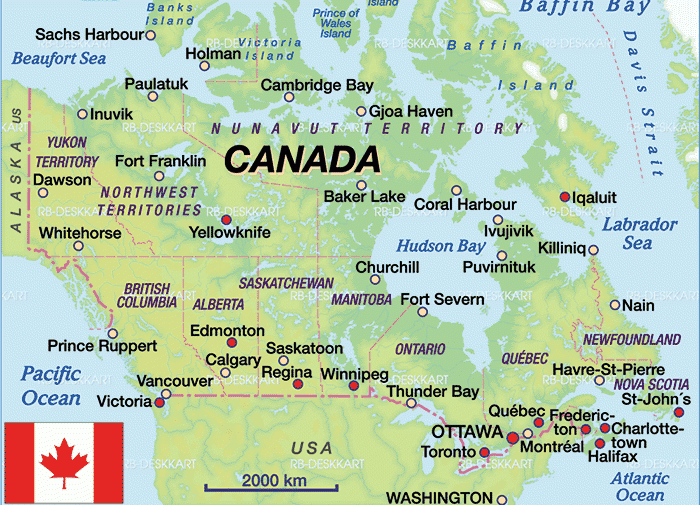 Banks
Island
Prince of
Wales
Island
Baffin Bay
Sachs Harbour
Holman
Victoria
Island
Baffin
Island
Davis Strait
Beaufort Sea
Paulatuk
Cambridge Bay
Inuvik
Gjoa Haven
ALASKA US
NUNAVUT TERRITORY
YUKON
TERRITORY
Fort Franklin
CANADA
Dawson
NORTHWEST
TERRITORIES
Baker Lake
Coral Harbour
Iqaluit
Yellowknife
Ivujivik
Labrador
Sea
Whitehorse
Hudson Bay
Killiniq
Puvirnituk
Churchill
BRITISH
COLUMBIA
ALBERTA
SASKATCHEWAN
MANITOBA
Fort Severn
Nain
Edmonton
Prince Ruppert
Saskatoon
ONTARIO
QUÉBEC
NEWFOUNDLAND
Calgary
Havre-St-Pierre
Pacific
Ocean
Vancouver
Regina
Winnipeg
Thunder Bay
NOVA SCOTIA
St-John´s
Victoria
Québec
Frederic-
ton
Charlotte-
town
OTTAWA
Montréal
Halifax
Toronto
USA
2000 km
Atlantic
Ocean
WASHINGTON
RB-DESKKART